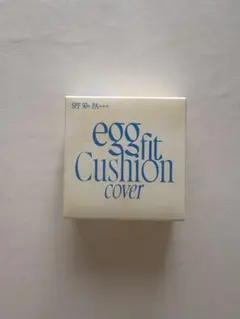 SPF 50+ PA+++
egg
fit
Cushion
cover